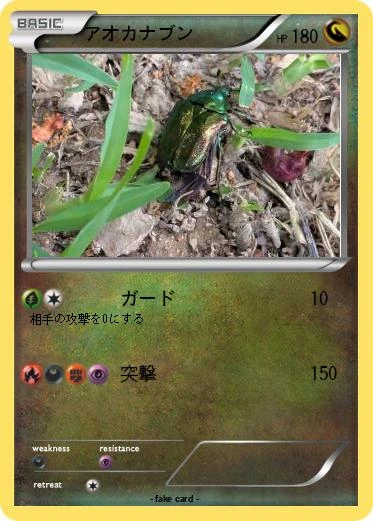 BASIC
アオカナブン
HP 180
ガード 10
相手の攻撃を0にする
突撃 150
weakness resistance
retreat
- fake card -